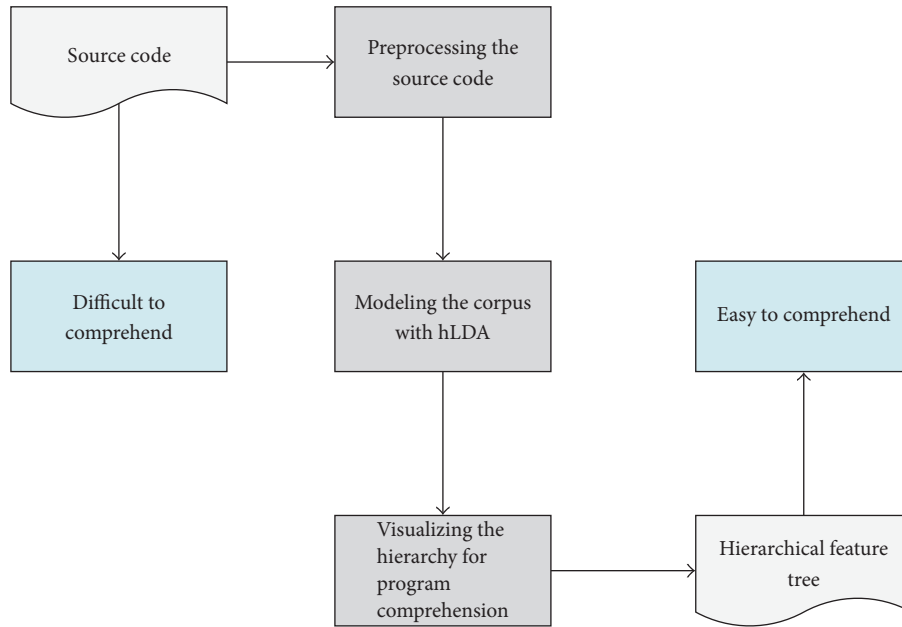 Source code
Preprocessing the
source code
Difficult to
comprehend
Modeling the corpus
with hLDA
Easy to comprehend
Visualizing the
hierarchy for
program
comprehension
Hierarchical feature
tree